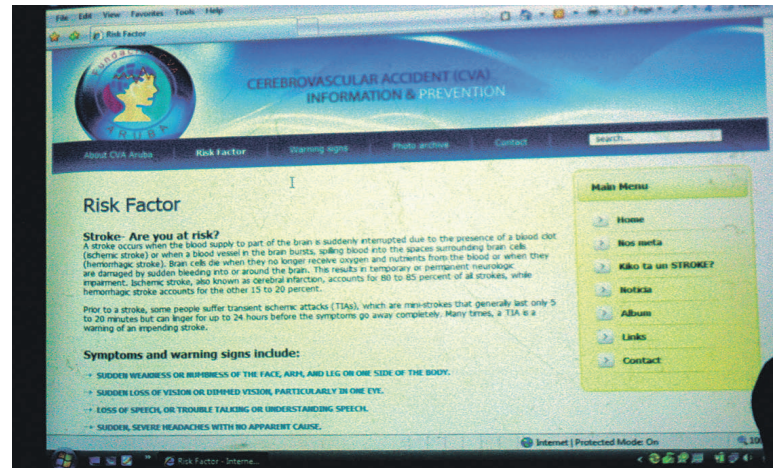 File Edit View Favorites Tools Help
Page
Risk Factor
Fundacion CVA
ARUBA
CEREBROVASCULAR ACCIDENT (CVA)
INFORMATION & PREVENTION
About CVA Aruba Risk Factor Warning signs Photo archive Contact search...
Risk Factor
Stroke- Are you at risk?
A stroke occurs when the blood supply to part of the brain is suddenly interrupted due to the presence of a blood clot
(ischemic stroke) or when a blood vessel in the brain bursts, spilling blood into the spaces surrounding brain cells
(hemorrhagic stroke). Brain cells die when they no longer receive oxygen and nutrients from the blood or when they
are damaged by sudden bleeding into or around the brain. This results in temporary or permanent neurologic
impairment. Ischemic stroke, also known as cerebral infarction, accounts for 80 to 85 percent of all strokes, while
hemorrhagic stroke accounts for the other 15 to 20 percent.
Prior to a stroke, some people suffer transient ischemic attacks (TIAs), which are mini-strokes that generally last only 5
to 20 minutes but can linger for up to 24 hours before the symptoms go away completely. Many times, a TIA is a
warning of an impending stroke.
Symptoms and warning signs include:
SUDDEN WEAKNESS OR NUMBNESS OF THE FACE, ARM, AND LEG ON ONE SIDE OF THE BODY.
SUDDEN LOSS OF VISION OR DIMMED VISION, PARTICULARLY IN ONE EYE.
LOSS OF SPEECH, OR TROUBLE TALKING OR UNDERSTANDING SPEECH.
SUDDEN, SEVERE HEADACHES WITH NO APPARENT CAUSE.
Main Menu
Home
Nos meta
Kiko ta un STROKE?
Noticia
Album
Links
Contact
Internet | Protected Mode: On
Risk Factor - Interne...